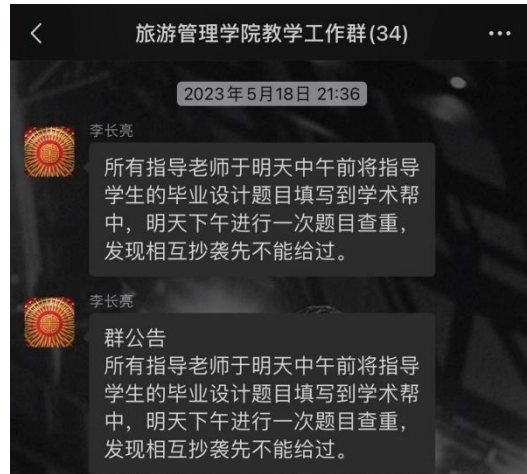 旅游管理学院教学工作群(34)
2023年5月18日 21:36
李长亮
所有指导老师于明天中午前将指导
学生的毕业设计题目填写到学术帮
中，明天下午进行一次题目查重，
发现相互抄袭先不能给过。
李长亮
群公告
所有指导老师于明天中午前将指导
学生的毕业设计题目填写到学术帮
中，明天下午进行一次题目查重，
发现相互抄袭先不能给过。